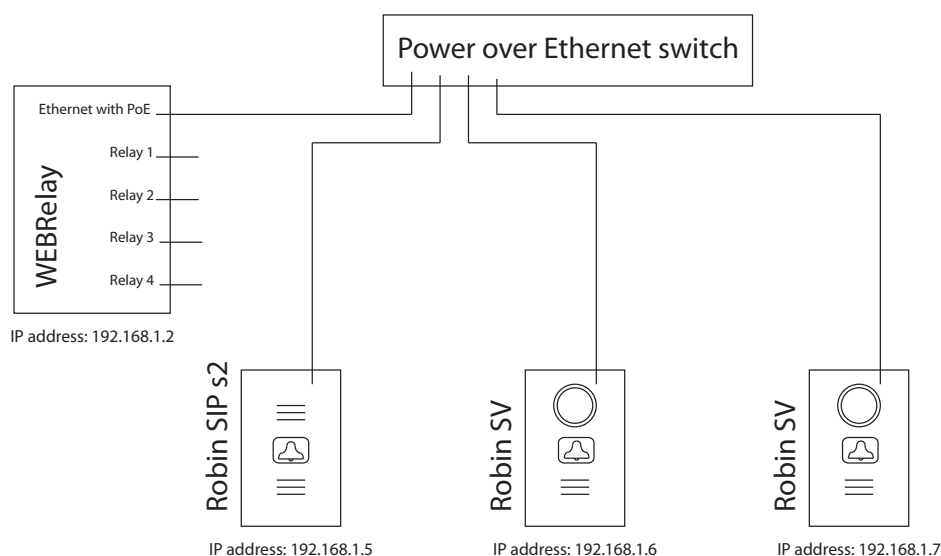 Power over Ethernet switch
Ethernet with PoE
Relay 1
Relay 2
Relay 3
Relay 4
WEBRelay
IP address: 192.168.1.2
Robin SIP s2
Robin SV
Robin SV
IP address: 192.168.1.5
IP address: 192.168.1.6
IP address: 192.168.1.7